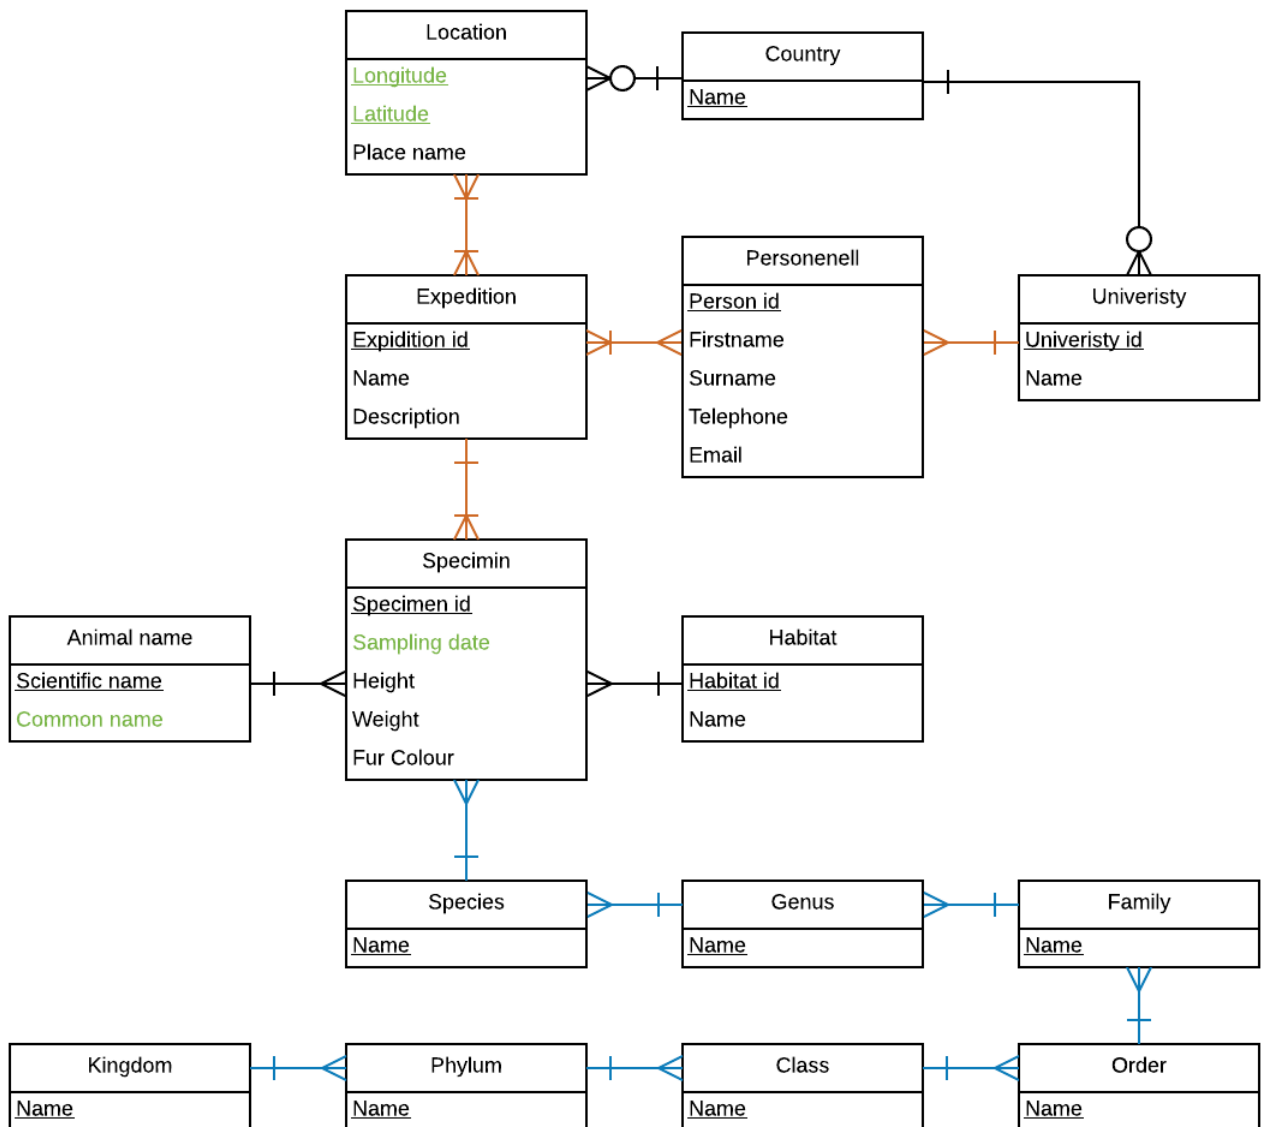 Location
Longitude
Latitude
Place name
Country
Name
Expedition
Expidition id
Name
Description
Personenell
Person id
Firstname
Surname
Telephone
Email
Univeristy
Univeristy id
Name
Specimin
Specimen id
Sampling date
Height
Weight
Fur Colour
Animal name
Scientific name
Common name
Habitat
Habitat id
Name
Species
Name
Genus
Name
Family
Name
Kingdom
Name
Phylum
Name
Class
Name
Order
Name